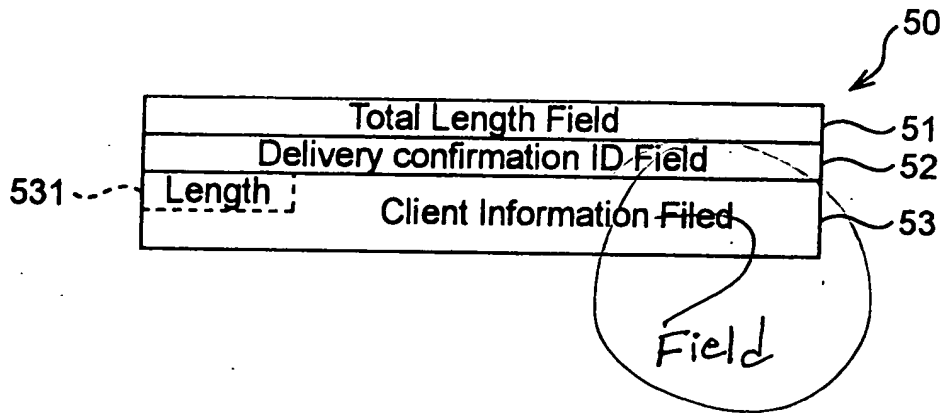 50
Total Length Field 51
Delivery confirmation ID Field 52
531 Length
Client Information Filed 53
Field